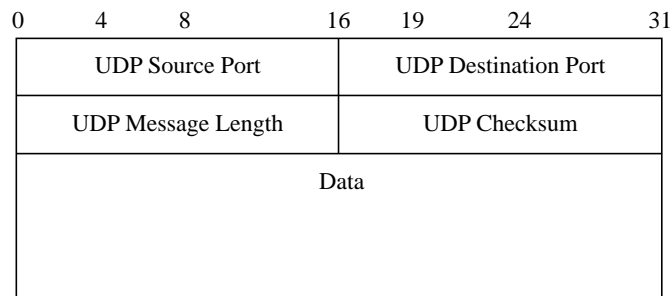 0 4 8 16 19 24 31
UDP Source Port UDP Destination Port
UDP Message Length UDP Checksum
Data